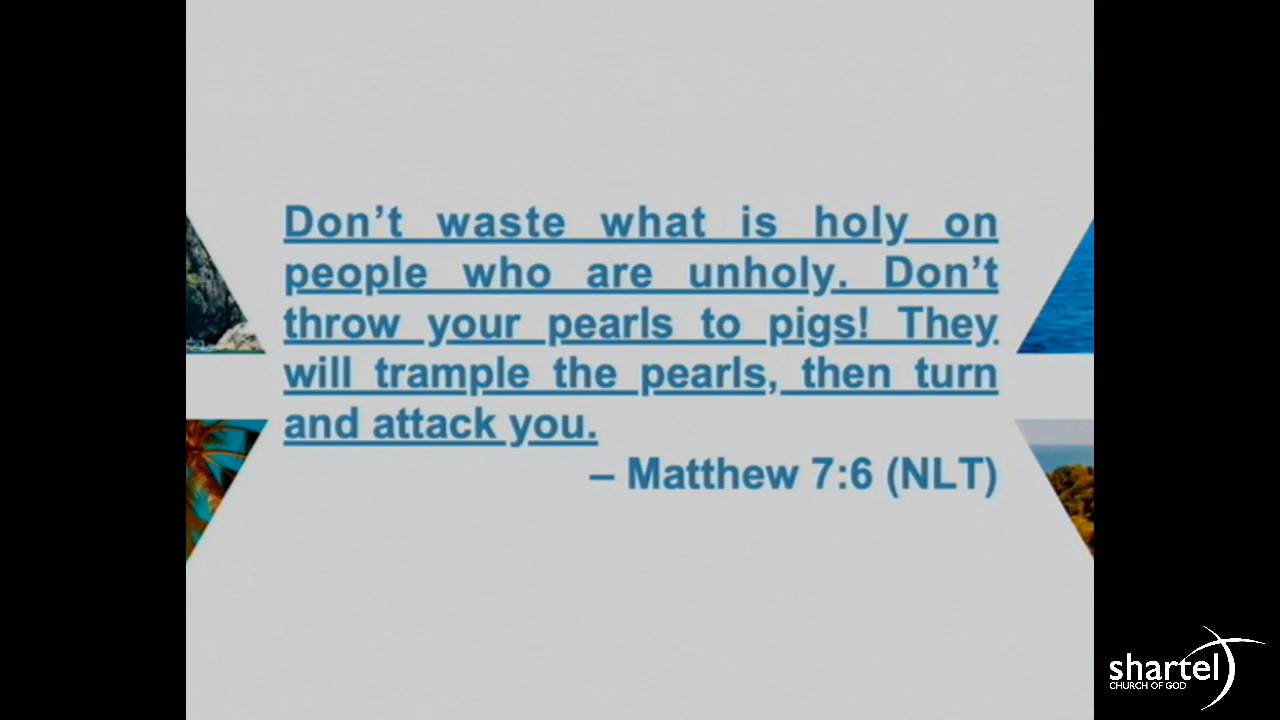 Don’t waste what is holy on
people who are unholy. Don’t
throw your pearls to pigs! They
will trample the pearls, then turn
and attack you.
– Matthew 7:6 (NLT)
shartel
CHURCH OF GOD